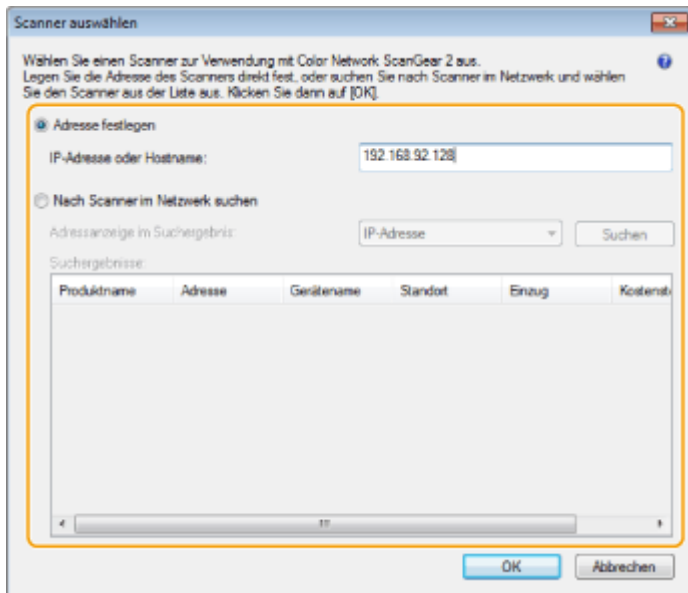 Scanner auswählen
Wählen Sie einen Scanner zur Verwendung mit Color Network ScanGear 2 aus.
Legen Sie die Adresse des Scanners direkt fest, oder suchen Sie nach Scanner im Netzwerk und wählen
Sie den Scanner aus der Liste aus. Klicken Sie dann auf [OK].
Adresse festlegen
IP-Adresse oder Hostname: 192.168.92.128
Nach Scanner im Netzwerk suchen
Adressanzeige im Suchergebnis: IP-Adresse Suchen
Suchergebnisse:
Produktname Adresse Gerätename Standort Einzug Kostenst
OK Abbrechen